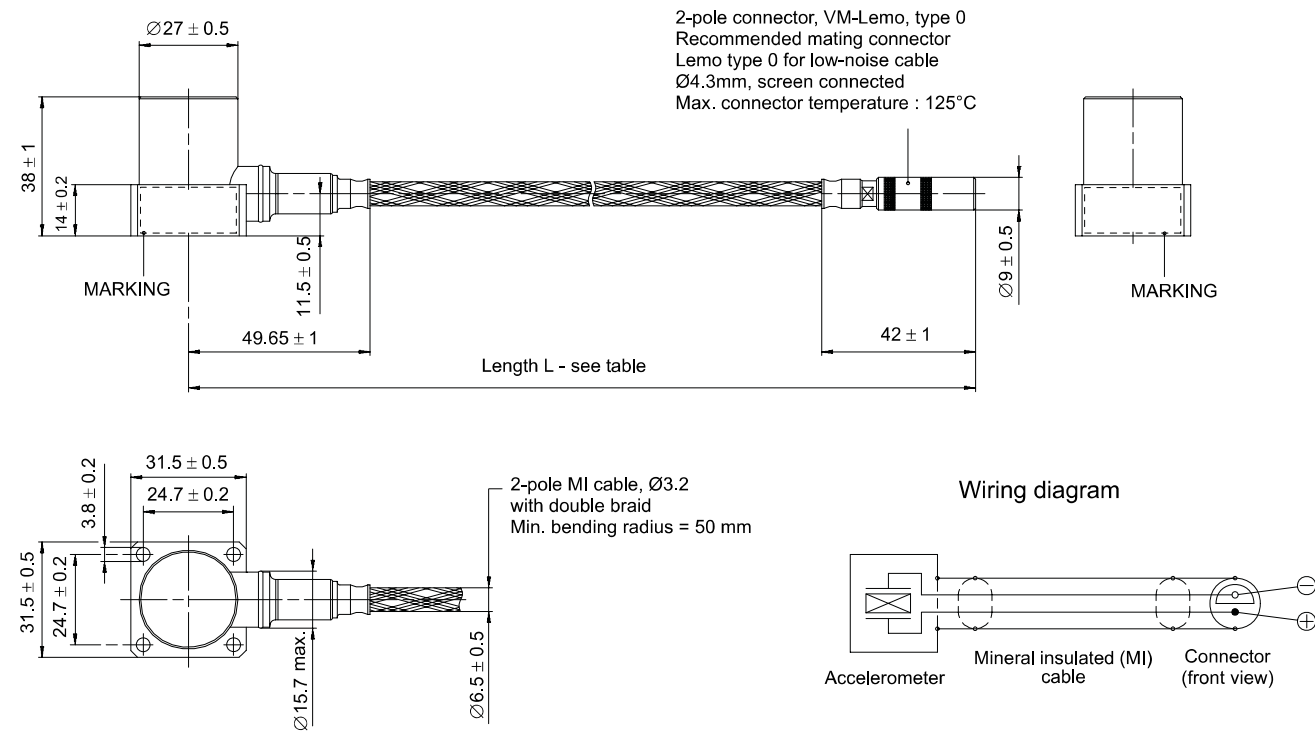 ∅27 ± 0.5
2-pole connector, VM-Lemo, type 0
Recommended mating connector
Lemo type 0 for low-noise cable
Ø4.3mm, screen connected
Max. connector temperature : 125°C
38 ± 1
14 ± 0.2
MARKING
11.5 ± 0.5
49.65 ± 1
Length L - see table
42 ± 1
∅9 ± 0.5
MARKING
31.5 ± 0.5
24.7 ± 0.2
3.8 ± 0.2
31.5 ± 0.5
24.7 ± 0.2
2-pole MI cable, Ø3.2
with double braid
Min. bending radius = 50 mm
∅15.7 max.
∅6.5 ± 0.5
Wiring diagram
−
+
Accelerometer
Mineral insulated (MI)
cable
Connector
(front view)